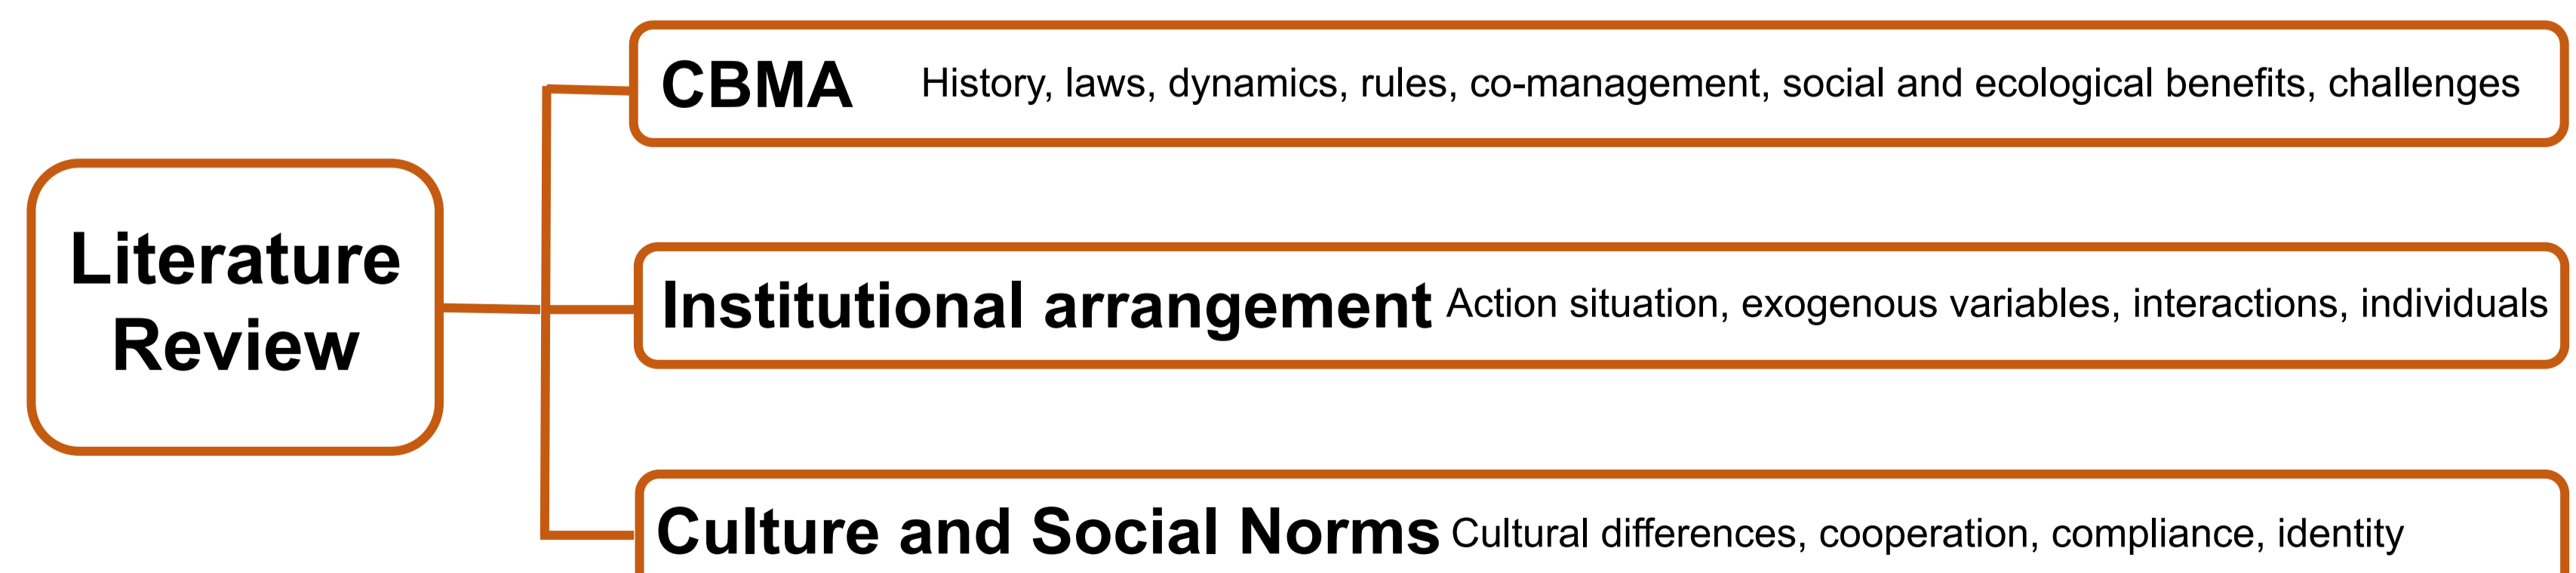 Literature
Review
CBMA History, laws, dynamics, rules, co-management, social and ecological benefits, challenges
Institutional arrangement Action situation, exogenous variables, interactions, individuals
Culture and Social Norms Cultural differences, cooperation, compliance, identity